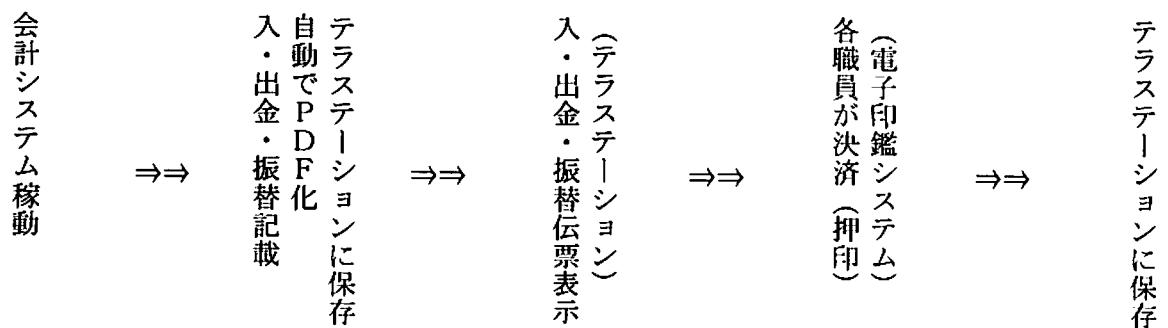 会計システム稼動
⇒⇒
テラステーションに保存
自動でPDF化
入・出金・振替記載
⇒⇒
（テラステーション）
入・出金・振替伝票表示
⇒⇒
（電子印鑑システム）
各職員が決済（押印）
⇒⇒
テラステーションに保存